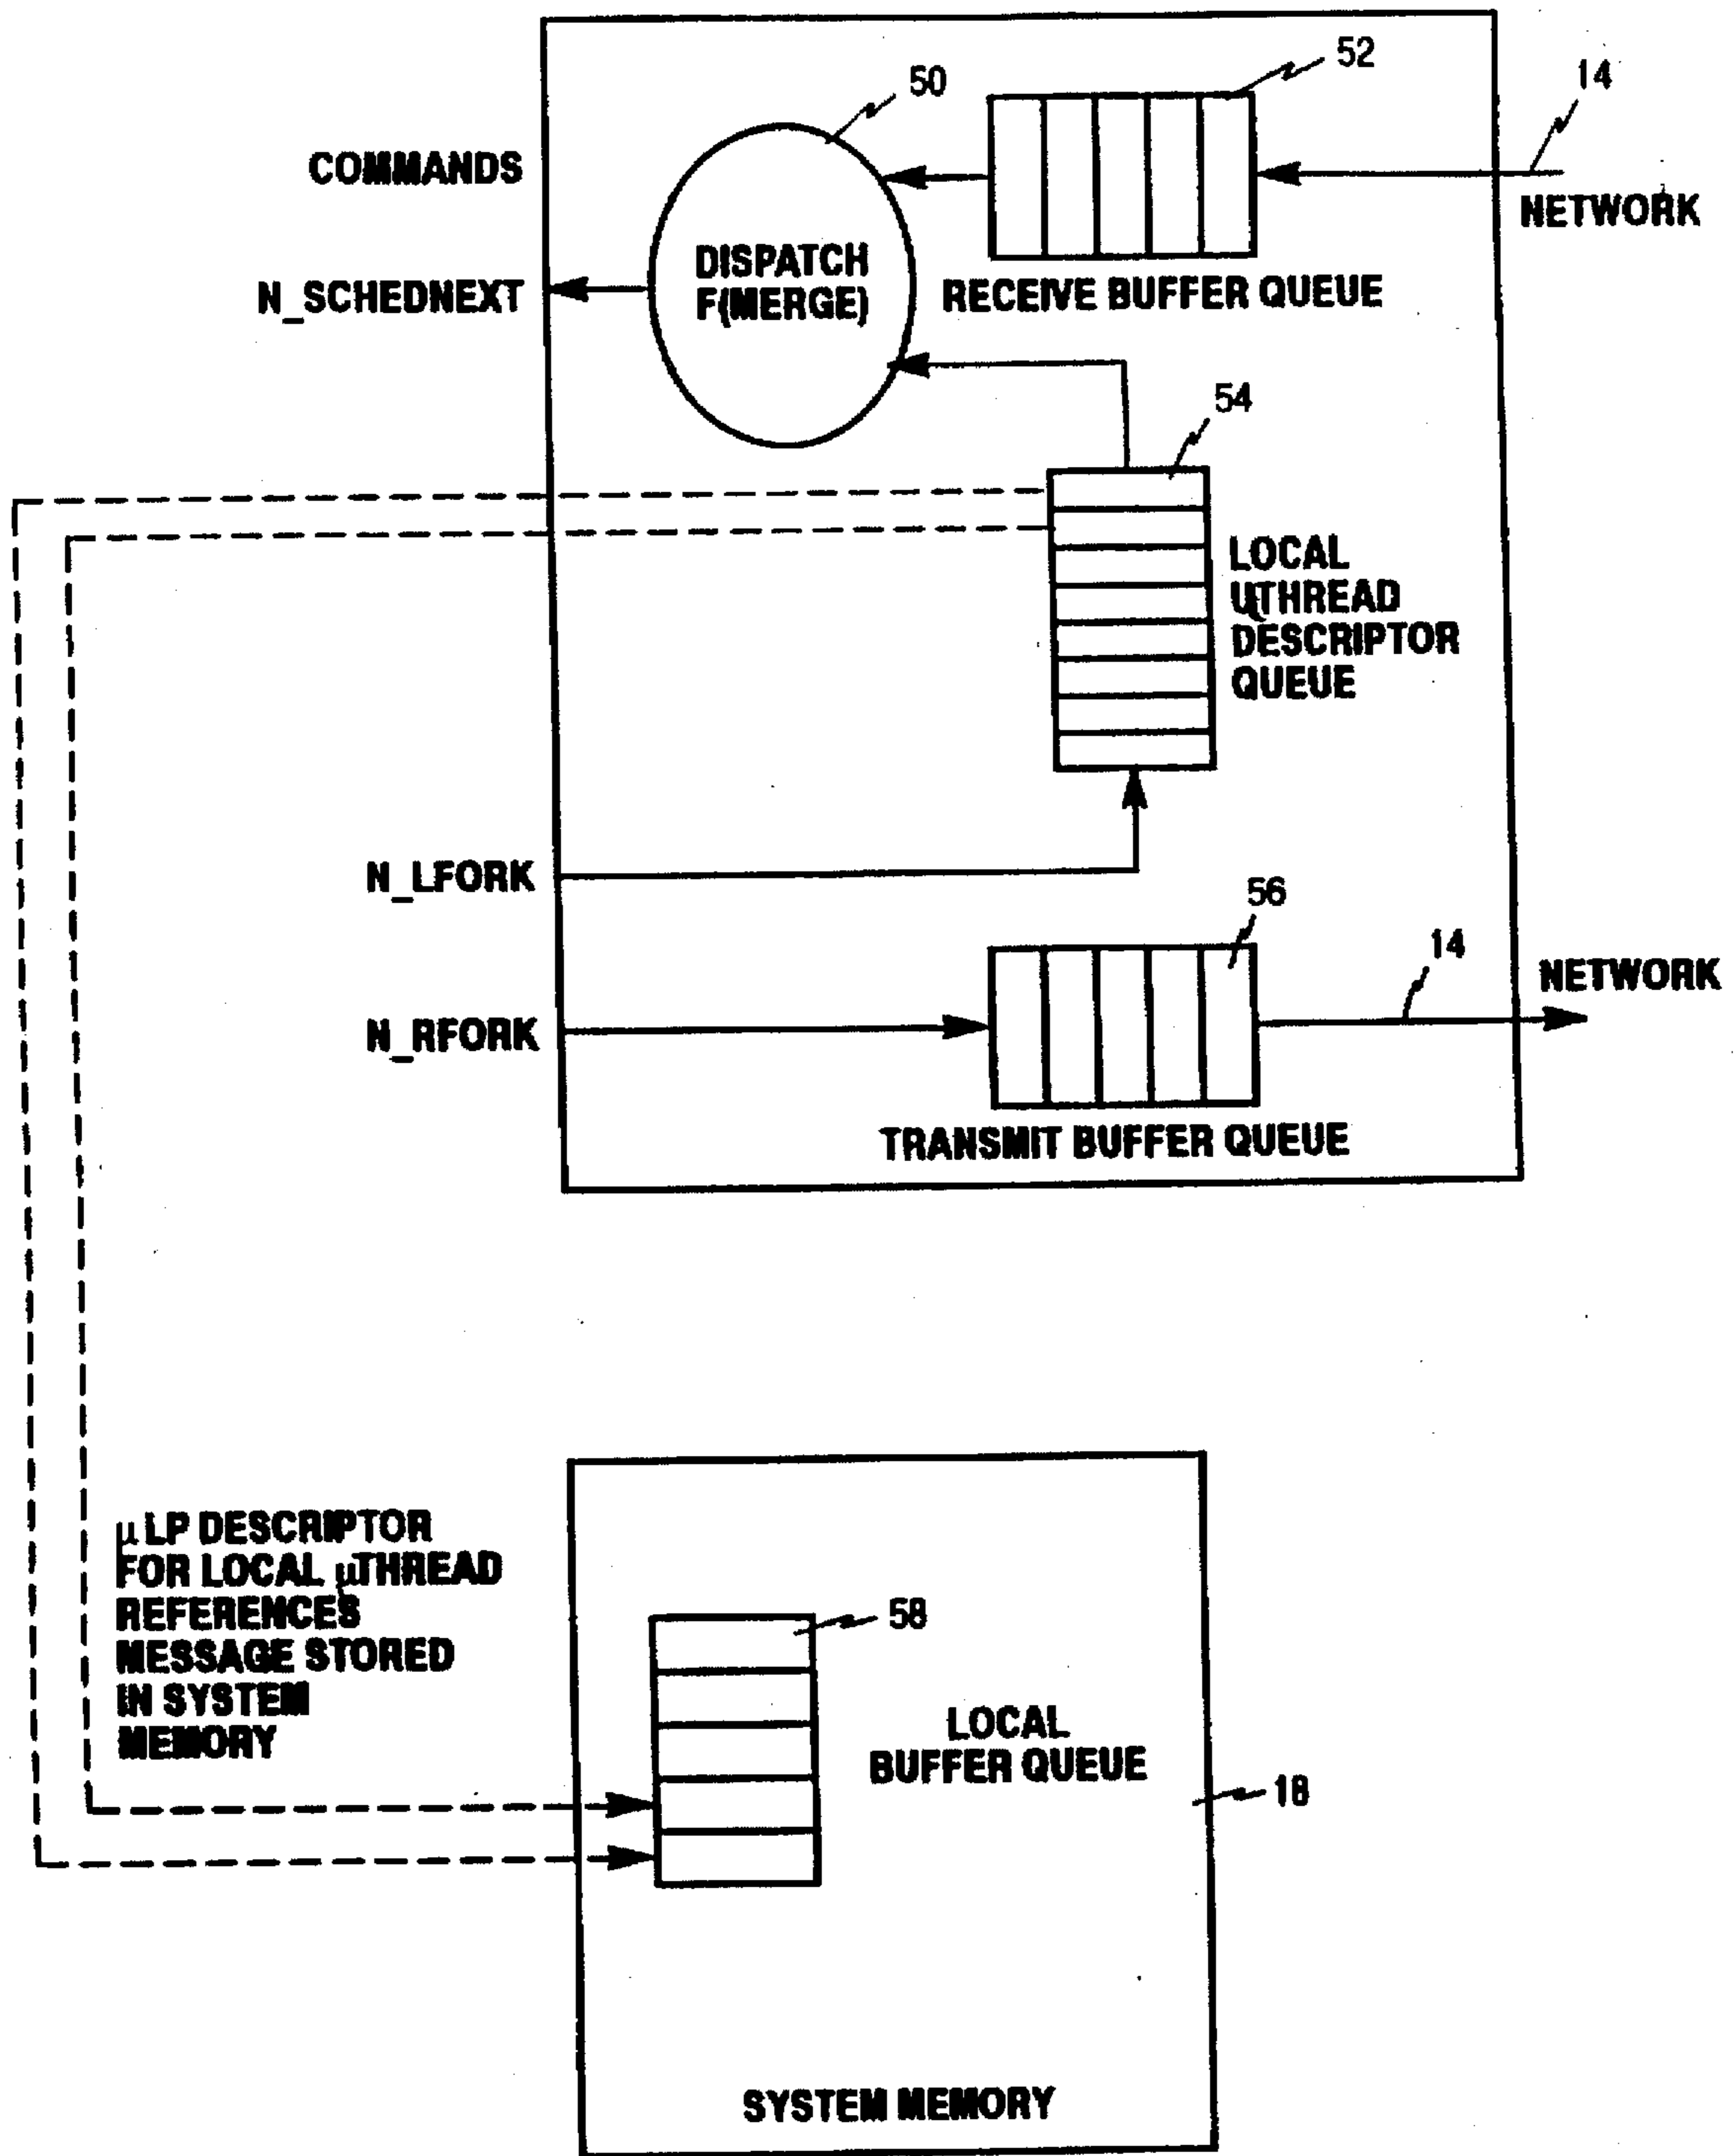 50
52
14
COMMANDS
NETWORK
DISPATCH
F(MERGE)
N_SCHEDNEXT
RECEIVE BUFFER QUEUE
54
LOCAL
μTHREAD
DESCRIPTOR
QUEUE
N_LFORK
56
14
NETWORK
N_RFORK
TRANSMIT BUFFER QUEUE
μLP DESCRIPTOR
FOR LOCAL μTHREAD
REFERENCES
MESSAGE STORED
IN SYSTEM
MEMORY
58
LOCAL
BUFFER QUEUE
18
SYSTEM MEMORY